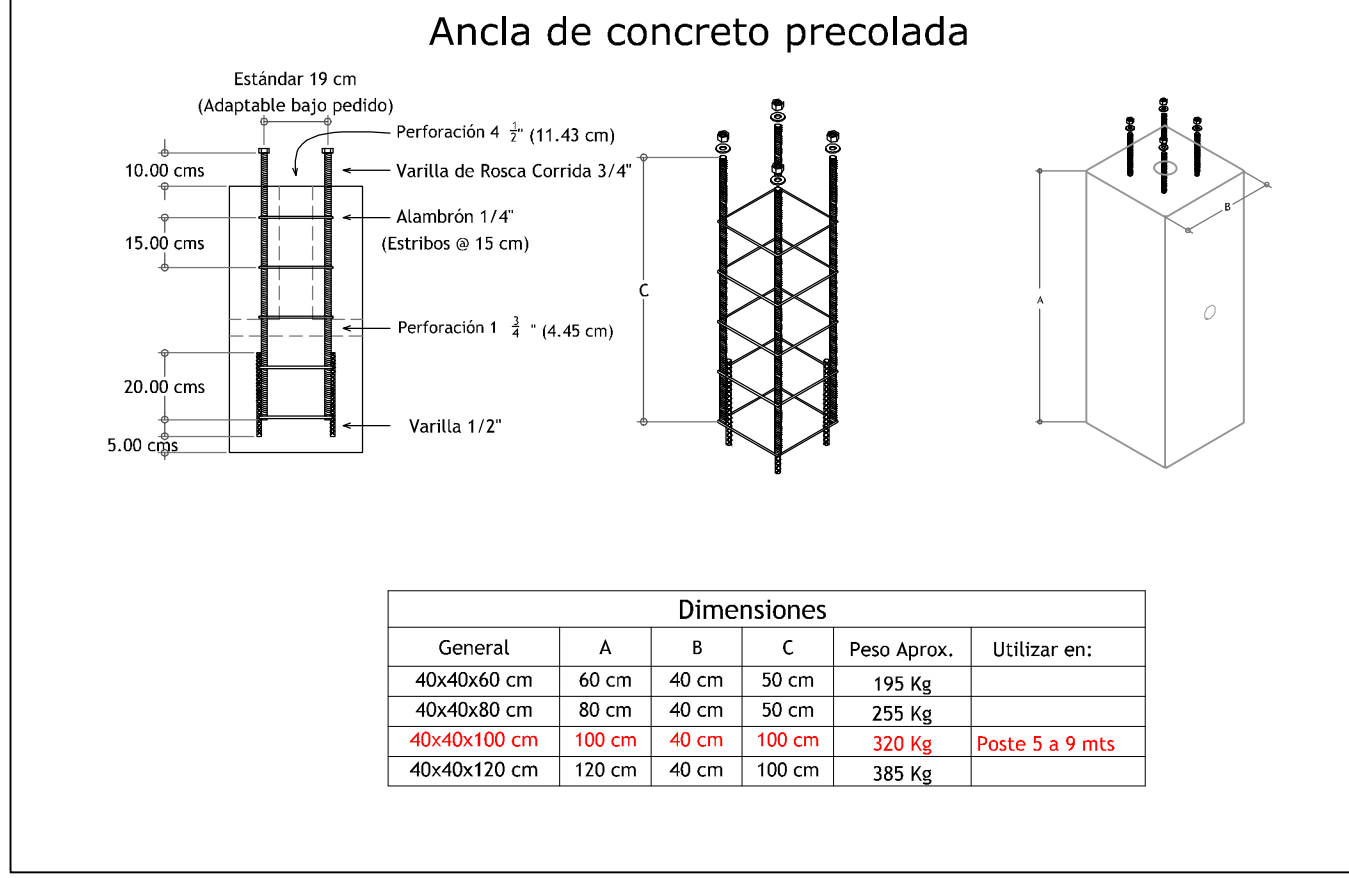 Ancla de concreto precolada
Estándar 19 cm
(Adaptable bajo pedido)
Perforación 4 1/2" (11.43 cm)
10.00 cms
Varilla de Rosca Corrida 3/4"
Alambrón 1/4"
15.00 cms
(Estribos @ 15 cm)
Perforación 1 3/4 " (4.45 cm)
20.00 cms
Varilla 1/2"
5.00 cms
C
A
B
Dimensiones
General A B C Peso Aprox. Utilizar en:
40x40x60 cm 60 cm 40 cm 50 cm 195 Kg
40x40x80 cm 80 cm 40 cm 50 cm 255 Kg
40x40x100 cm 100 cm 40 cm 100 cm 320 Kg Poste 5 a 9 mts
40x40x120 cm 120 cm 40 cm 100 cm 385 Kg